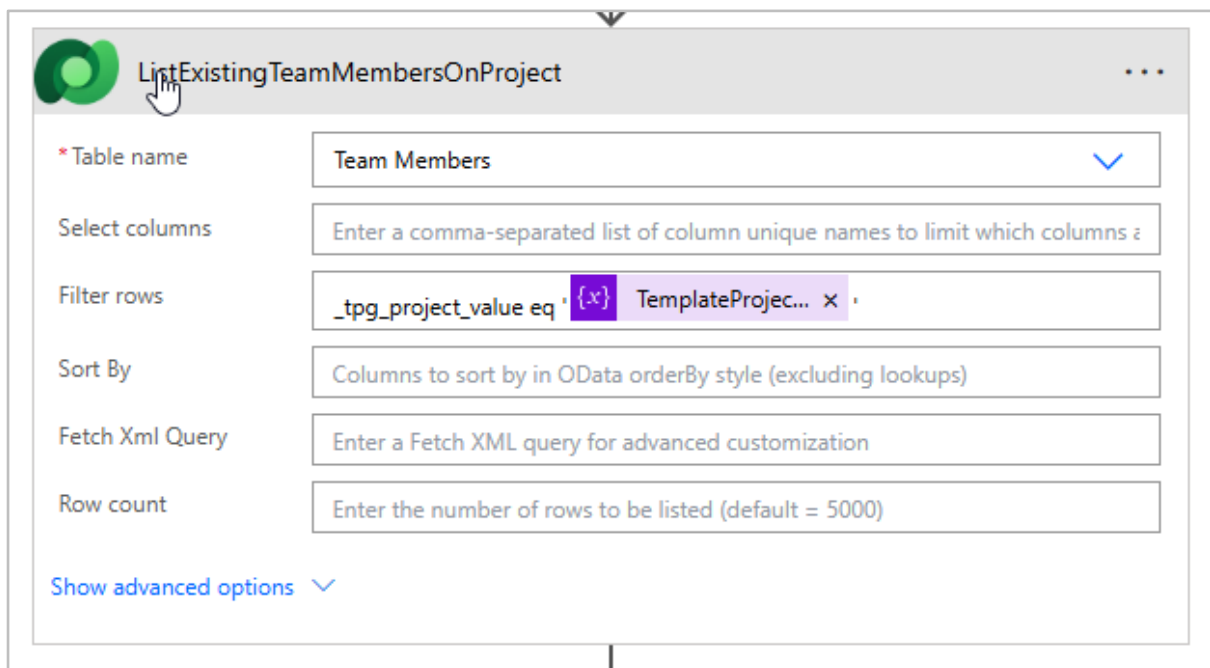 ListExistingTeamMembersOnProject
...
* Table name
Team Members
Select columns
Enter a comma-separated list of column unique names to limit which columns a
Filter rows
_tpg_project_value eq ' {x} TemplateProjec... × '
Sort By
Columns to sort by in OData orderBy style (excluding lookups)
Fetch Xml Query
Enter a Fetch XML query for advanced customization
Row count
Enter the number of rows to be listed (default = 5000)
Show advanced options